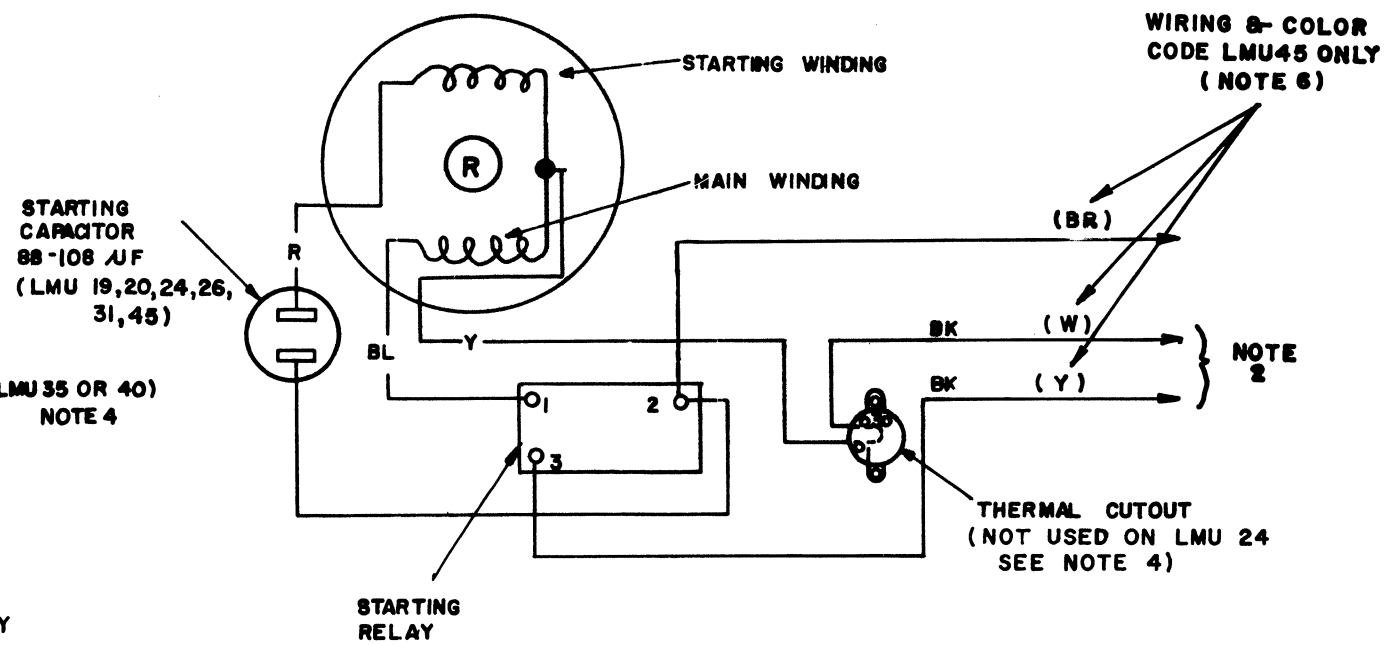 WIRING & COLOR
CODE LMU45 ONLY
(NOTE 6)
STARTING WINDING
R
MAIN WINDING
STARTING
CAPACITOR
88-108 µF
(LMU 19,20,24,26,
31,45)
R
(BR)
BL
Y
BK
(W)
NOTE
2
LMU 35 OR 40)
NOTE 4
BK
(Y)
1
2
3
THERMAL CUTOUT
(NOT USED ON LMU 24
SEE NOTE 4)
STARTING
RELAY
Y